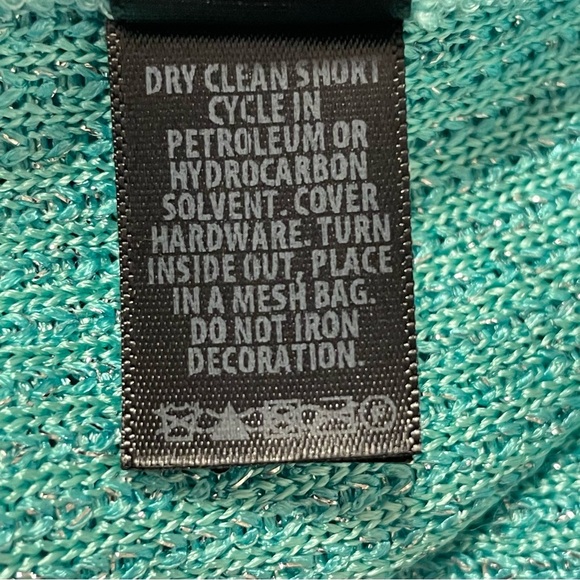 DRY CLEAN SHORT
CYCLE IN
PETROLEUM OR
HYDROCARBON
SOLVENT. COVER
HARDWARE. TURN
INSIDE OUT, PLACE
IN A MESH BAG.
DO NOT IRON
DECORATION.